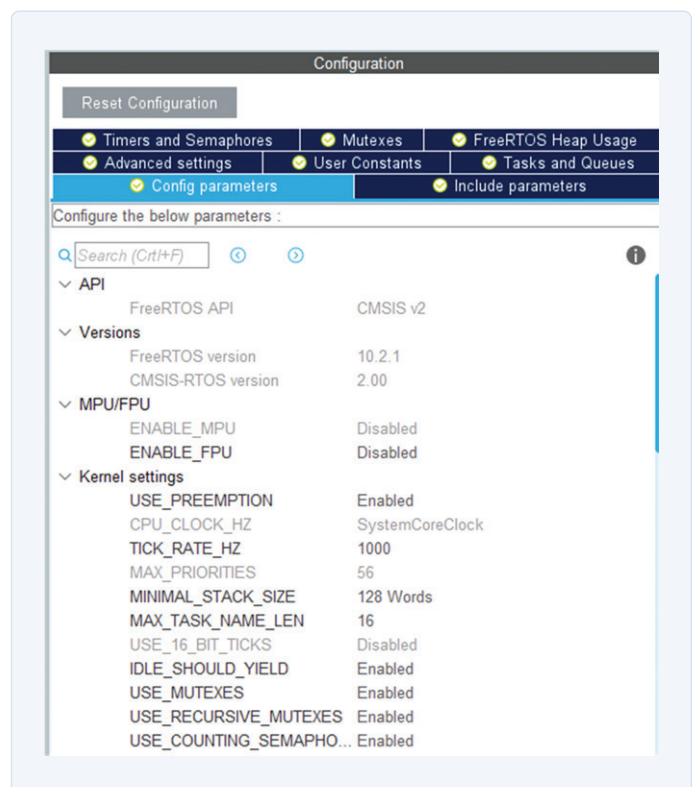 Configuration
Reset Configuration
Timers and Semaphores Mutexes FreeRTOS Heap Usage
Advanced settings User Constants Tasks and Queues
Config parameters Include parameters
Configure the below parameters :
Search (Crtl+F)
API
FreeRTOS API CMSIS v2
Versions
FreeRTOS version 10.2.1
CMSIS-RTOS version 2.00
MPU/FPU
ENABLE_MPU Disabled
ENABLE_FPU Disabled
Kernel settings
USE_PREEMPTION Enabled
CPU_CLOCK_HZ SystemCoreClock
TICK_RATE_HZ 1000
MAX_PRIORITIES 56
MINIMAL_STACK_SIZE 128 Words
MAX_TASK_NAME_LEN 16
USE_16_BIT_TICKS Disabled
IDLE_SHOULD_YIELD Enabled
USE_MUTEXES Enabled
USE_RECURSIVE_MUTEXES Enabled
USE_COUNTING_SEMAPHO... Enabled